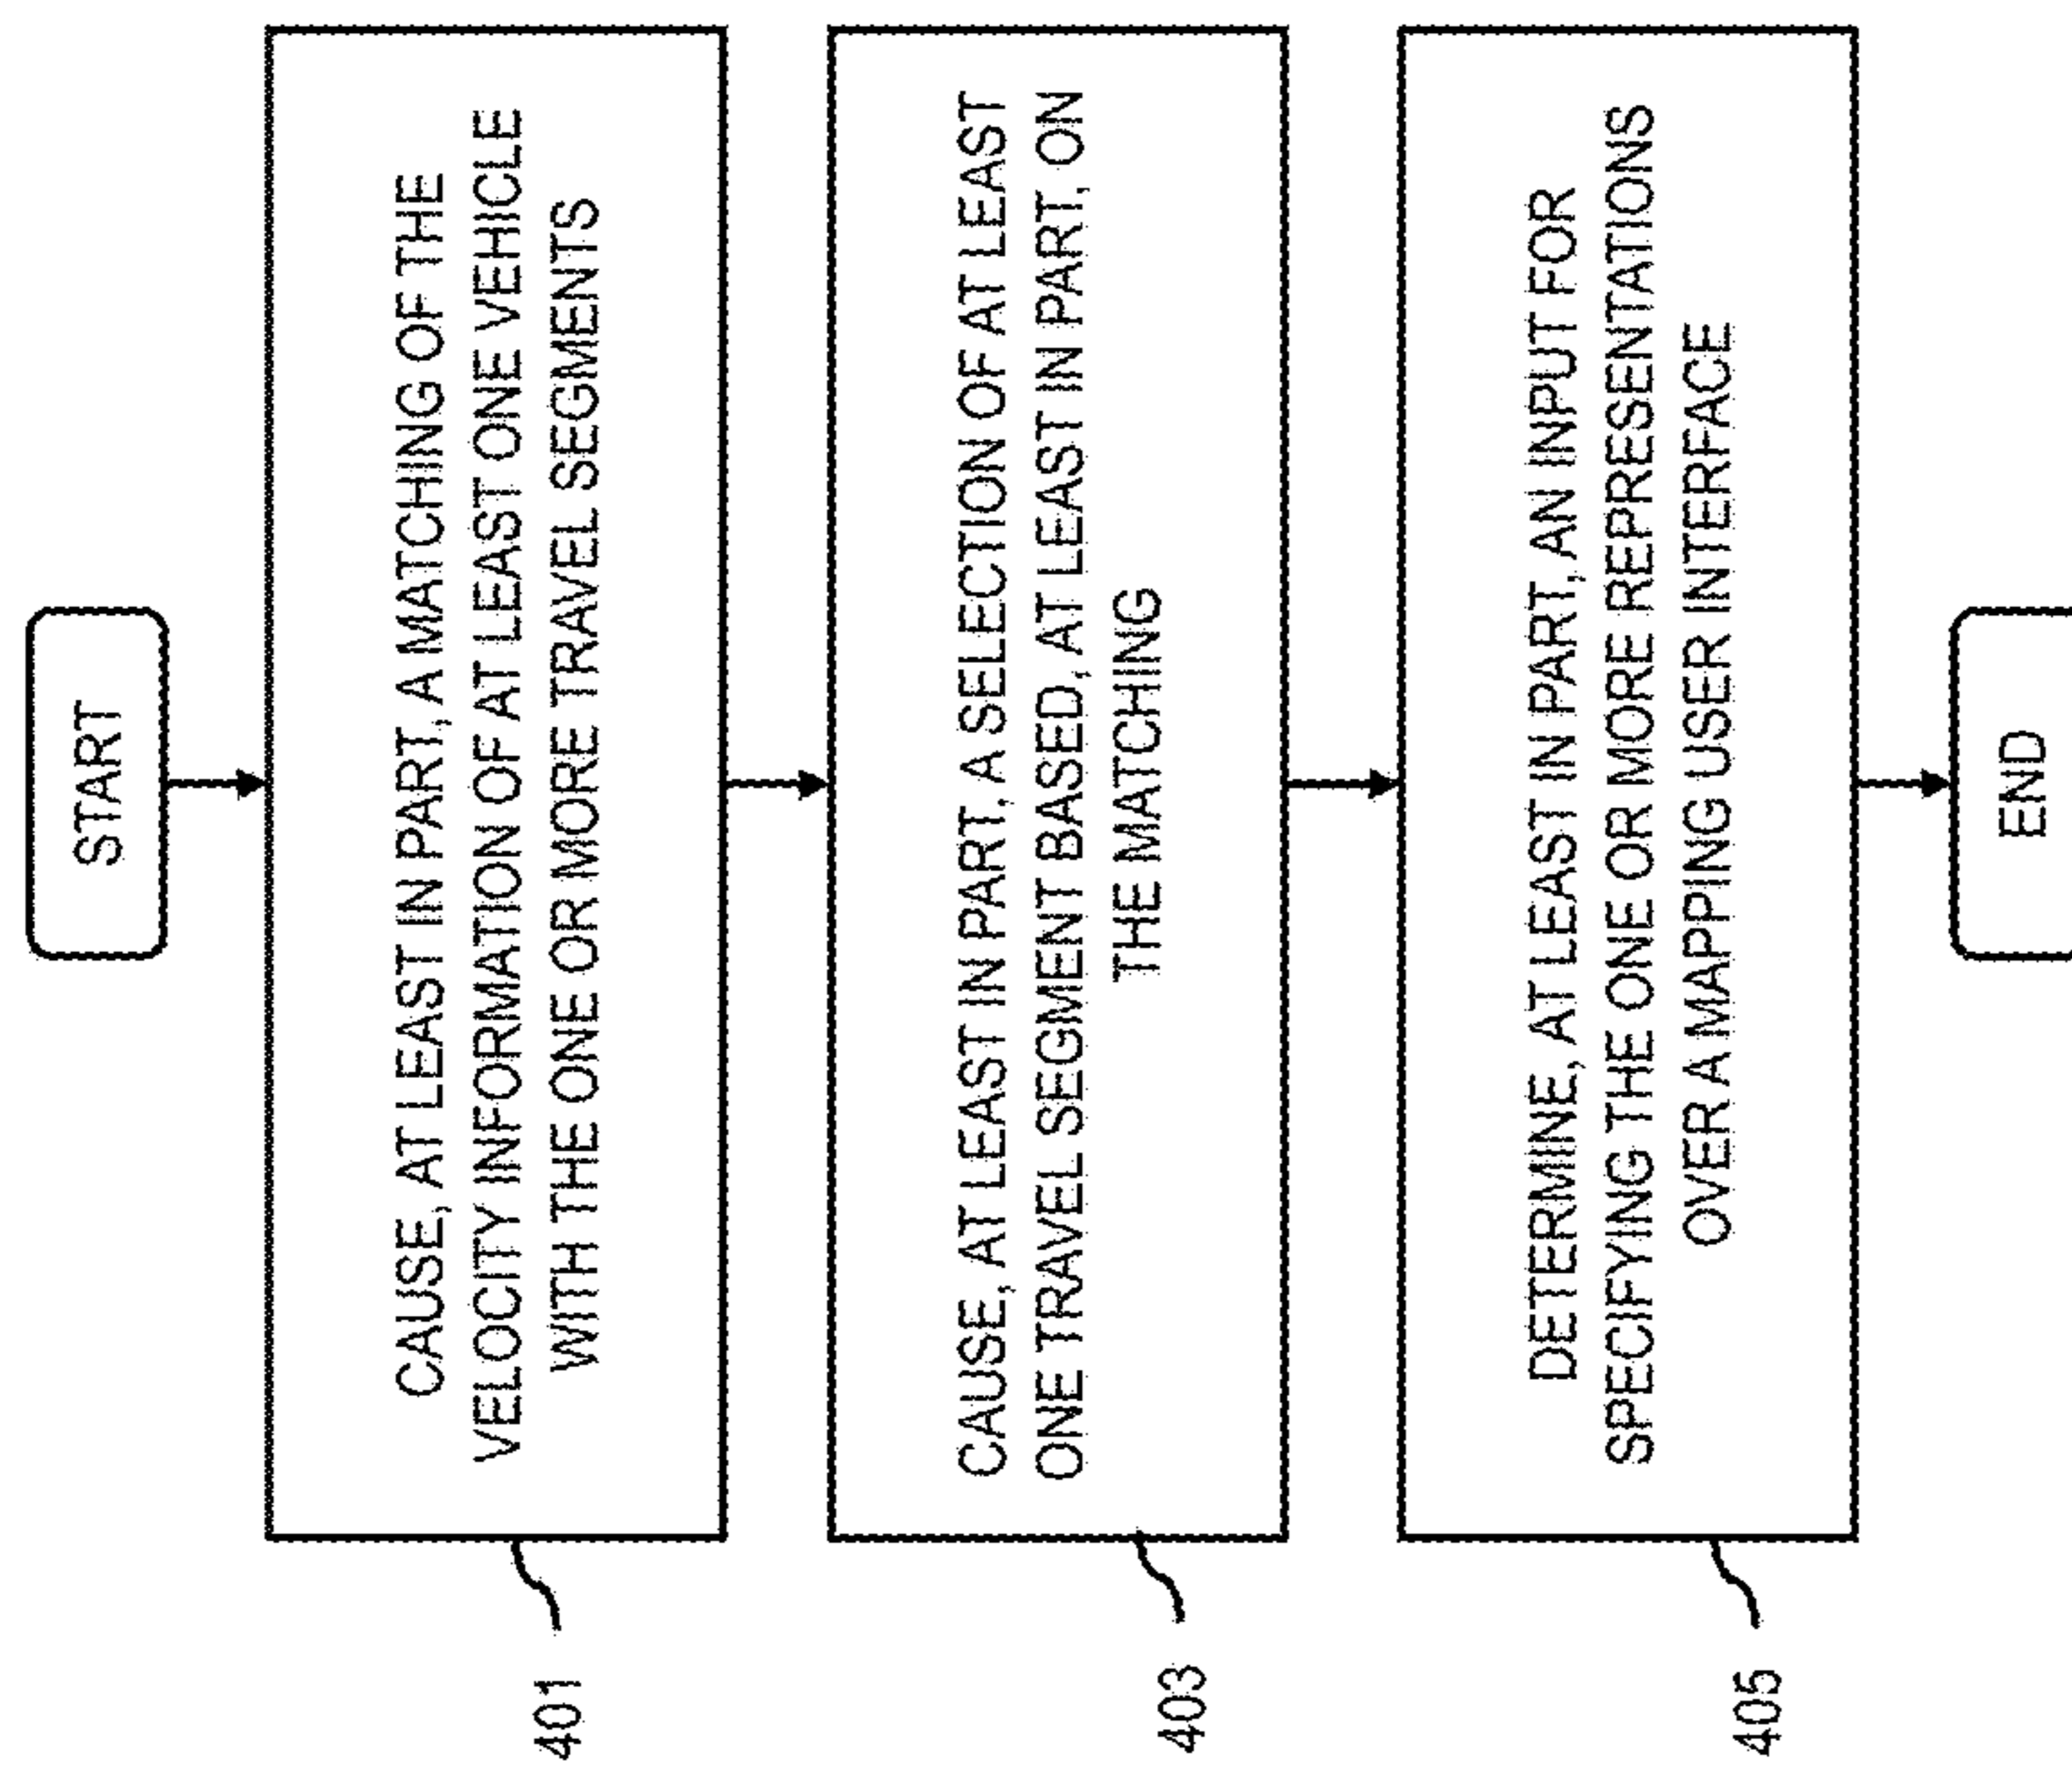 START
CAUSE, AT LEAST IN PART, A MATCHING OF THE
VELOCITY INFORMATION OF AT LEAST ONE VEHICLE
WITH THE ONE OR MORE TRAVEL SEGMENTS
401
CAUSE, AT LEAST IN PART, A SELECTION OF AT LEAST
ONE TRAVEL SEGMENT BASED, AT LEAST IN PART, ON
THE MATCHING
403
DETERMINE, AT LEAST IN PART, AN INPUT FOR
SPECIFYING THE ONE OR MORE REPRESENTATIONS
OVER A MAPPING USER INTERFACE
405
END